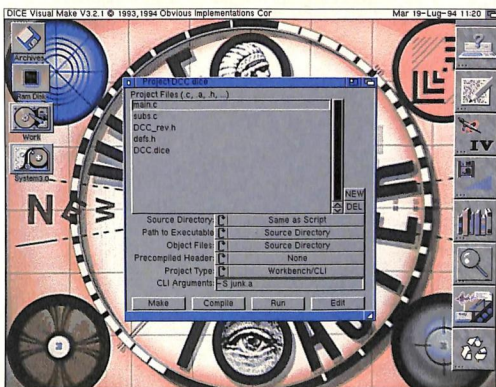 DICE Visual Make V3.2.1 © 1993,1994 Obvious Implementations Cor
Mar 19-Lug-94 11:20
Archives
Ram Disk
Work
System3.0
IV
N
W
Project DCC.dice
Project Files (.c, .a, .h, ...)
main.c
subs.c
DCC_rev.h
defs.h
DCC.dice
NEW
DEL
Source Directory: Same as Script
Path to Executable Source Directory
Object Files: Source Directory
Precompiled Header: None
Project Type: Workbench/CLI
CLI Arguments: -S junk.a
Make Compile Run Edit